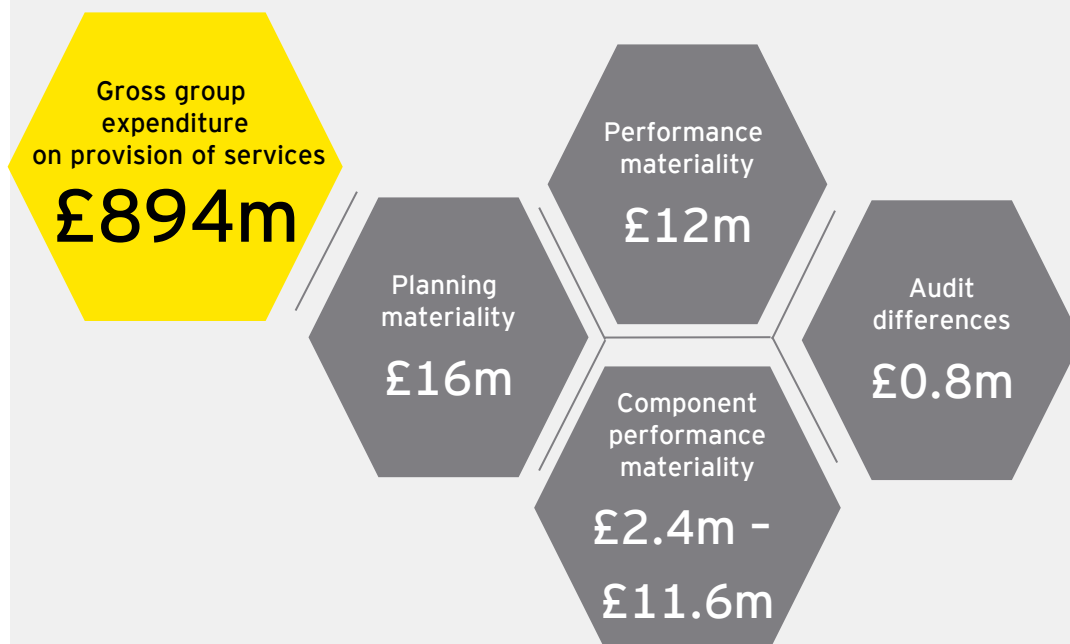 Gross group
expenditure
on provision of services
£894m
Planning
materiality
£16m
Performance
materiality
£12m
Component
performance
materiality
£2.4m –
£11.6m
Audit
differences
£0.8m